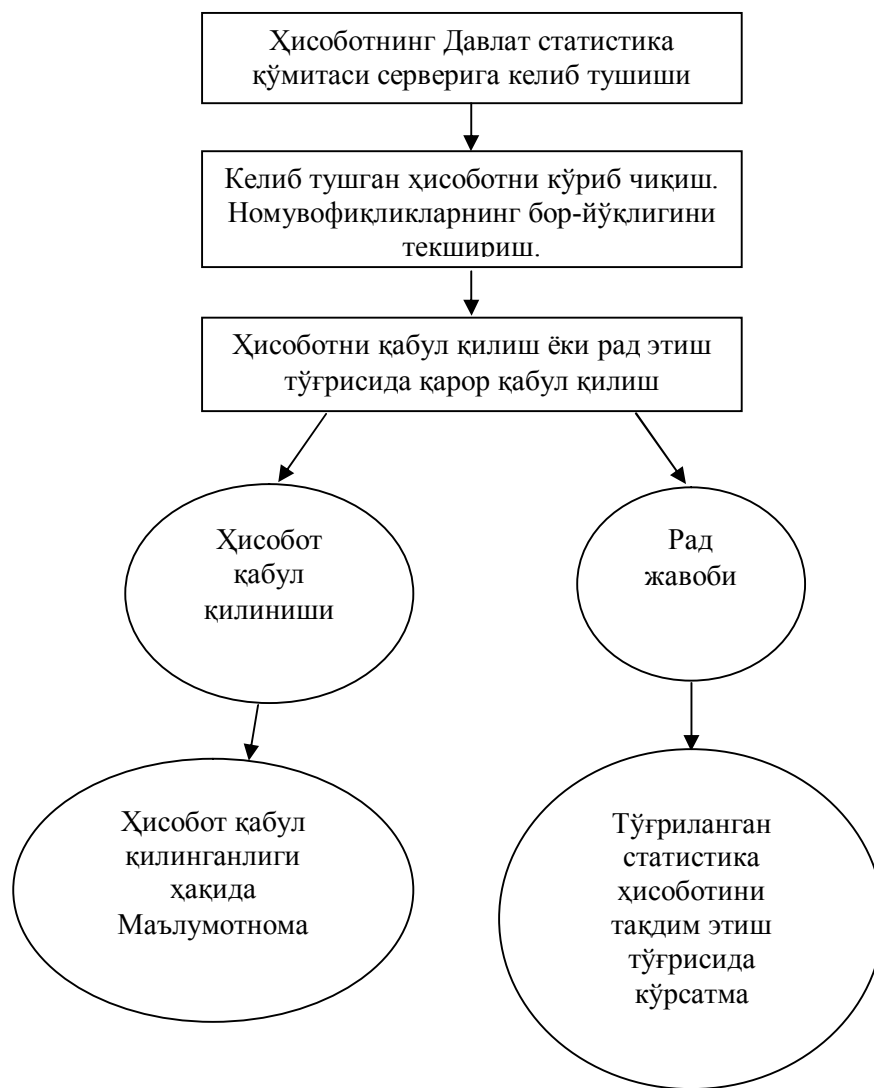 Ҳисоботнинг Давлат статистика
қўмитаси серверига келиб тушиши
Келиб тушган ҳисоботни кўриб чиқиш.
Номувофиқликларнинг бор-йўқлигини
текшириш.
Ҳисоботни қабул қилиш ёки рад этиш
тўғрисида қарор қабул қилиш
Ҳисобот
қабул
қилиниши
Рад
жавоби
Ҳисобот қабул
қилинганлиги
ҳақида
Маълумотнома
Тўғриланган
статистика
ҳисоботини
тақдим этиш
тўғрисида
кўрсатма